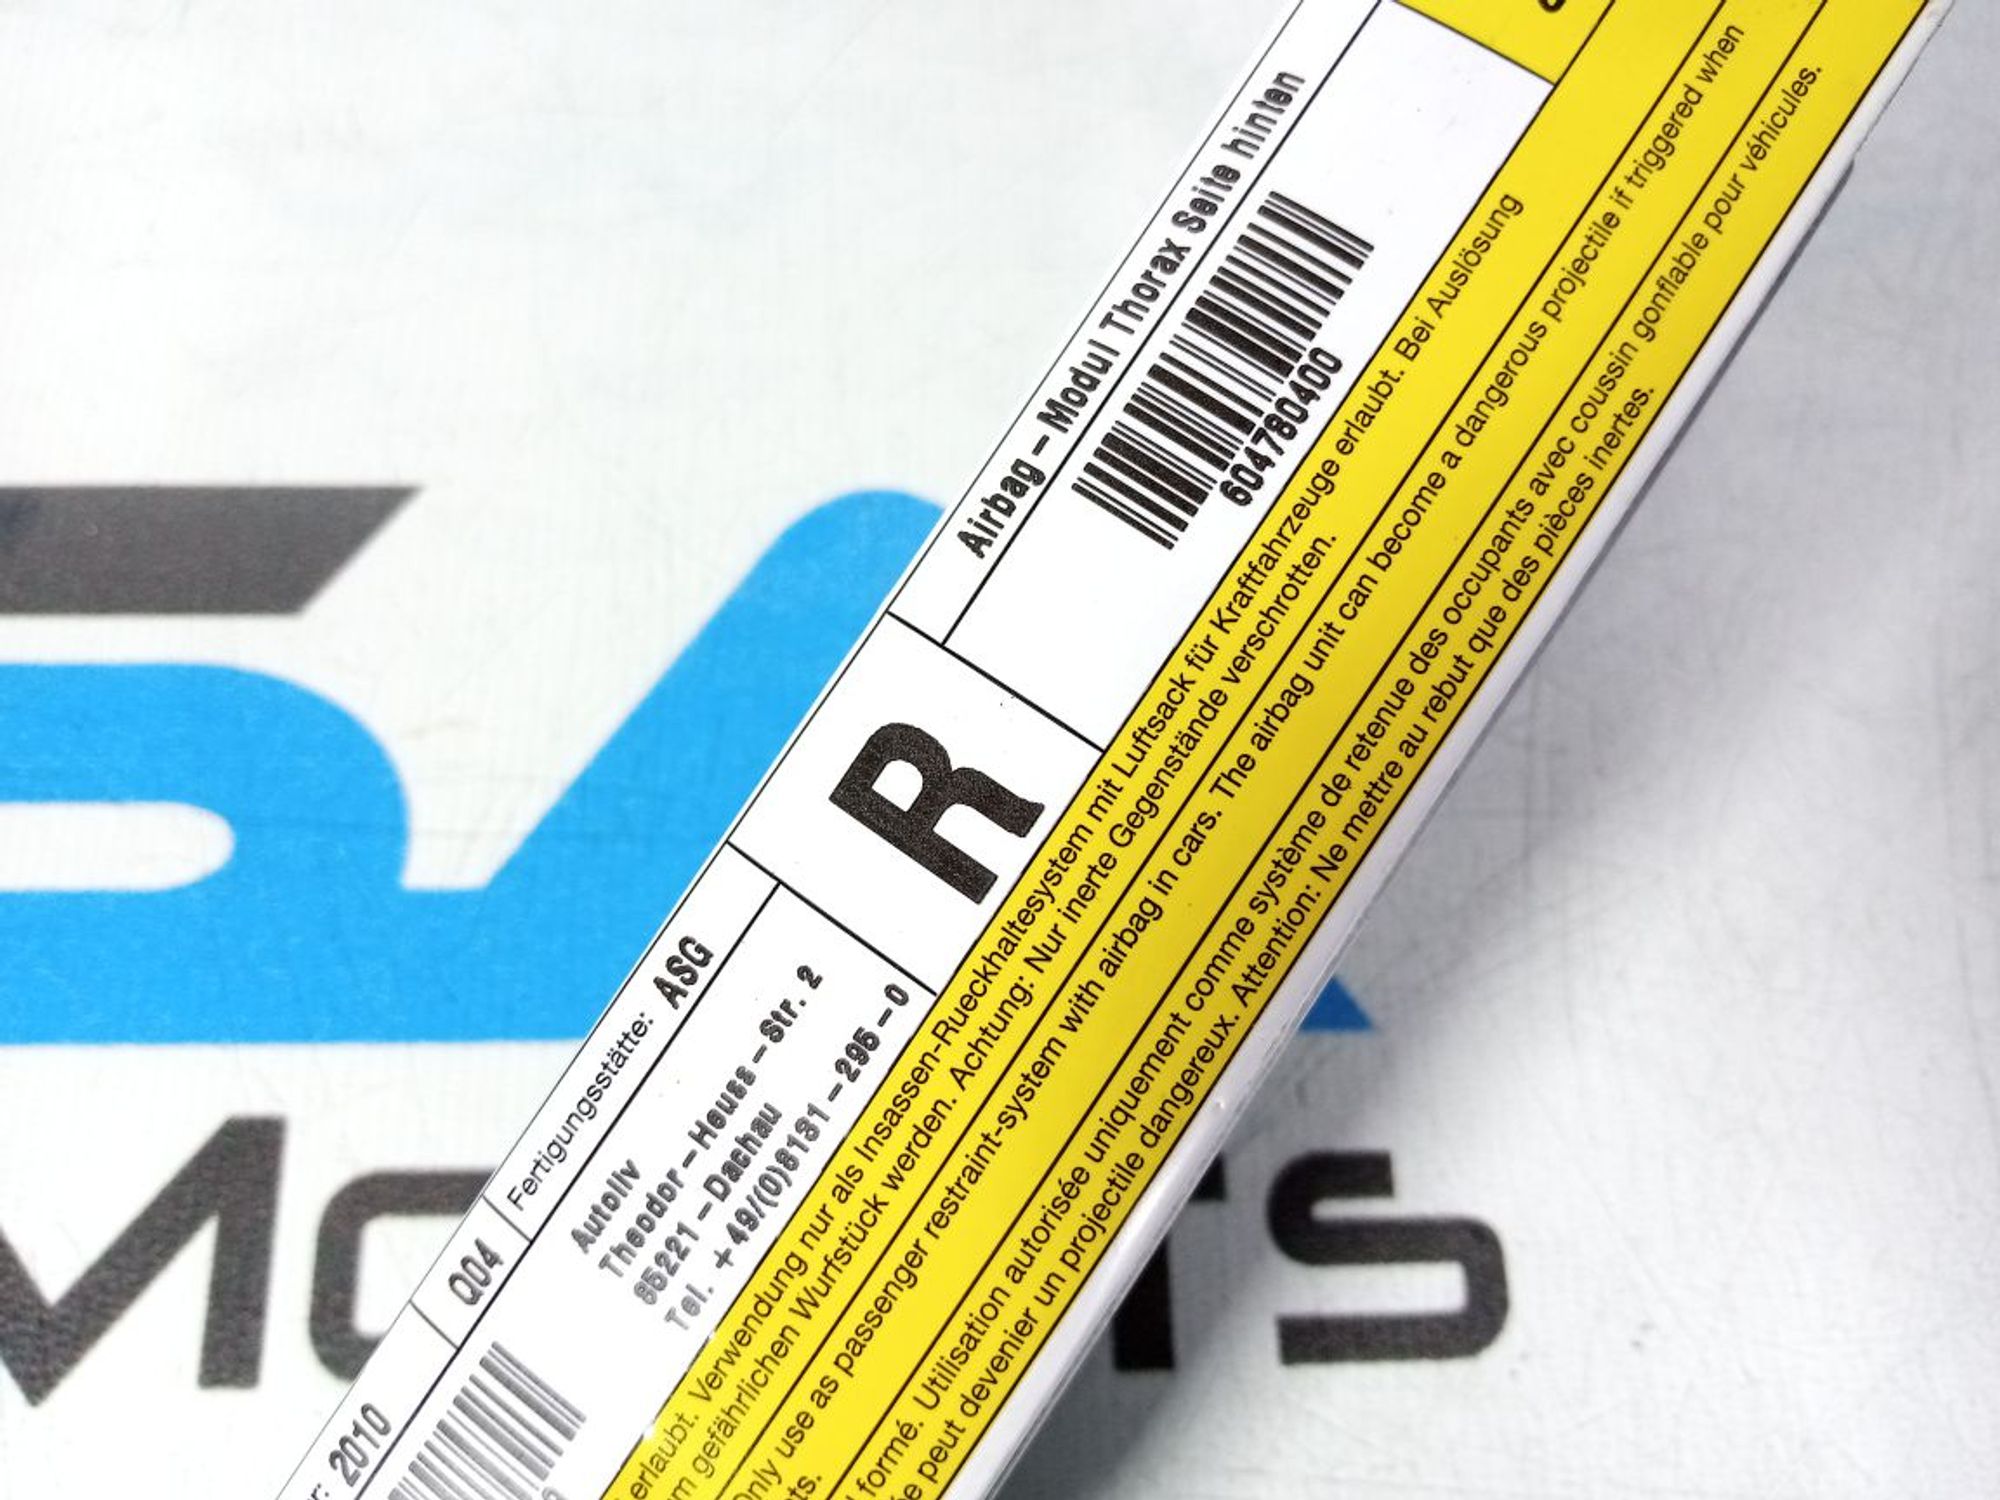 Airbag – Modul Thorax Seite hinten
604780400
R
Fertigungsstätte: ASG
Autoliv
Theodor – Heuss – Str. 2
85221 – Dachau
Tel. + 49/(0)8131 – 295 – 0
Q04
2010
erlaubt. Verwendung nur als Insassen-Rueckhaltesystem mit Luftsack für Kraftfahrzeuge erlaubt. Bei Auslösung
gefährlichen Wurfstück werden. Achtung: Nur inerte Gegenstände verschrotten.
Only use as passenger restraint-system with airbag in cars. The airbag unit can become a dangerous projectile if triggered when
formé. Utilisation autorisée uniquement comme système de retenue des occupants avec coussin gonflable pour véhicules.
peut devenier un projectile dangereux. Attention: Ne mettre au rebut que des pièces inertes.
MOTS